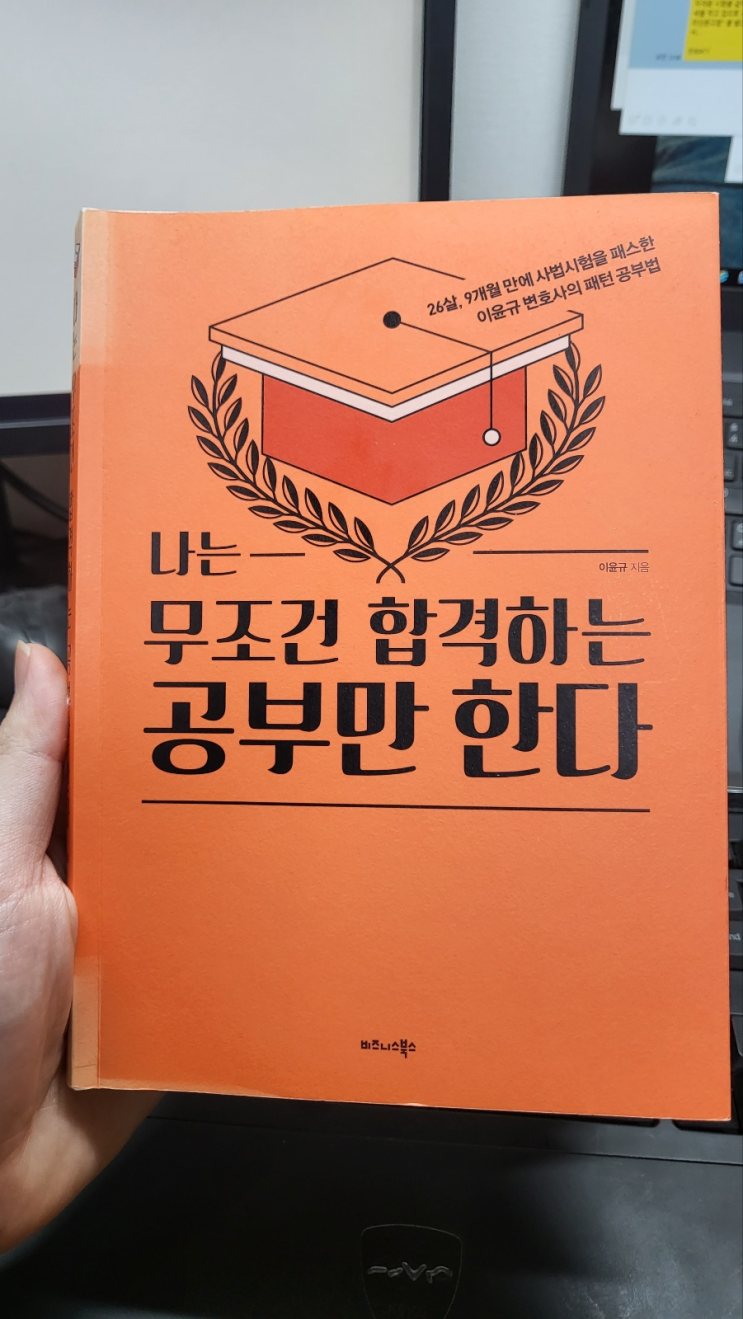 26살, 9개월 만에 사법시험을 패스한
이윤규 변호사의 패턴 공부법
나는
이윤규 지음
무조건 합격하는
공부만 한다
비즈니스북스